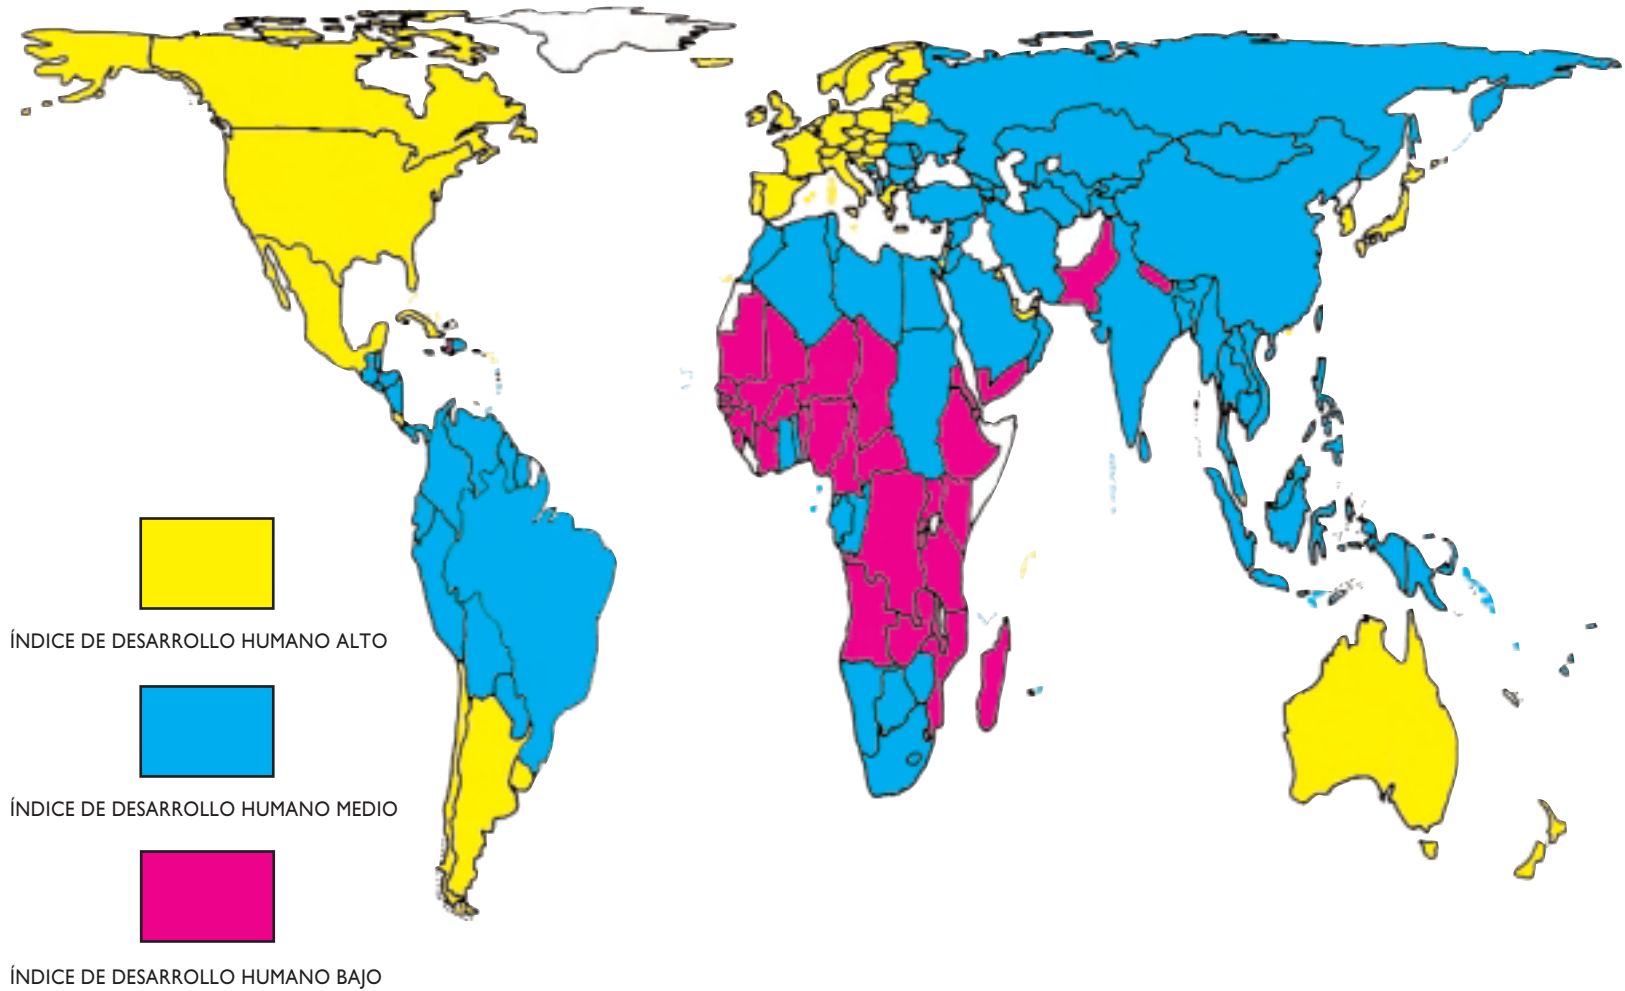 ÍNDICE DE DESARROLLO HUMANO ALTO
ÍNDICE DE DESARROLLO HUMANO MEDIO
ÍNDICE DE DESARROLLO HUMANO BAJO